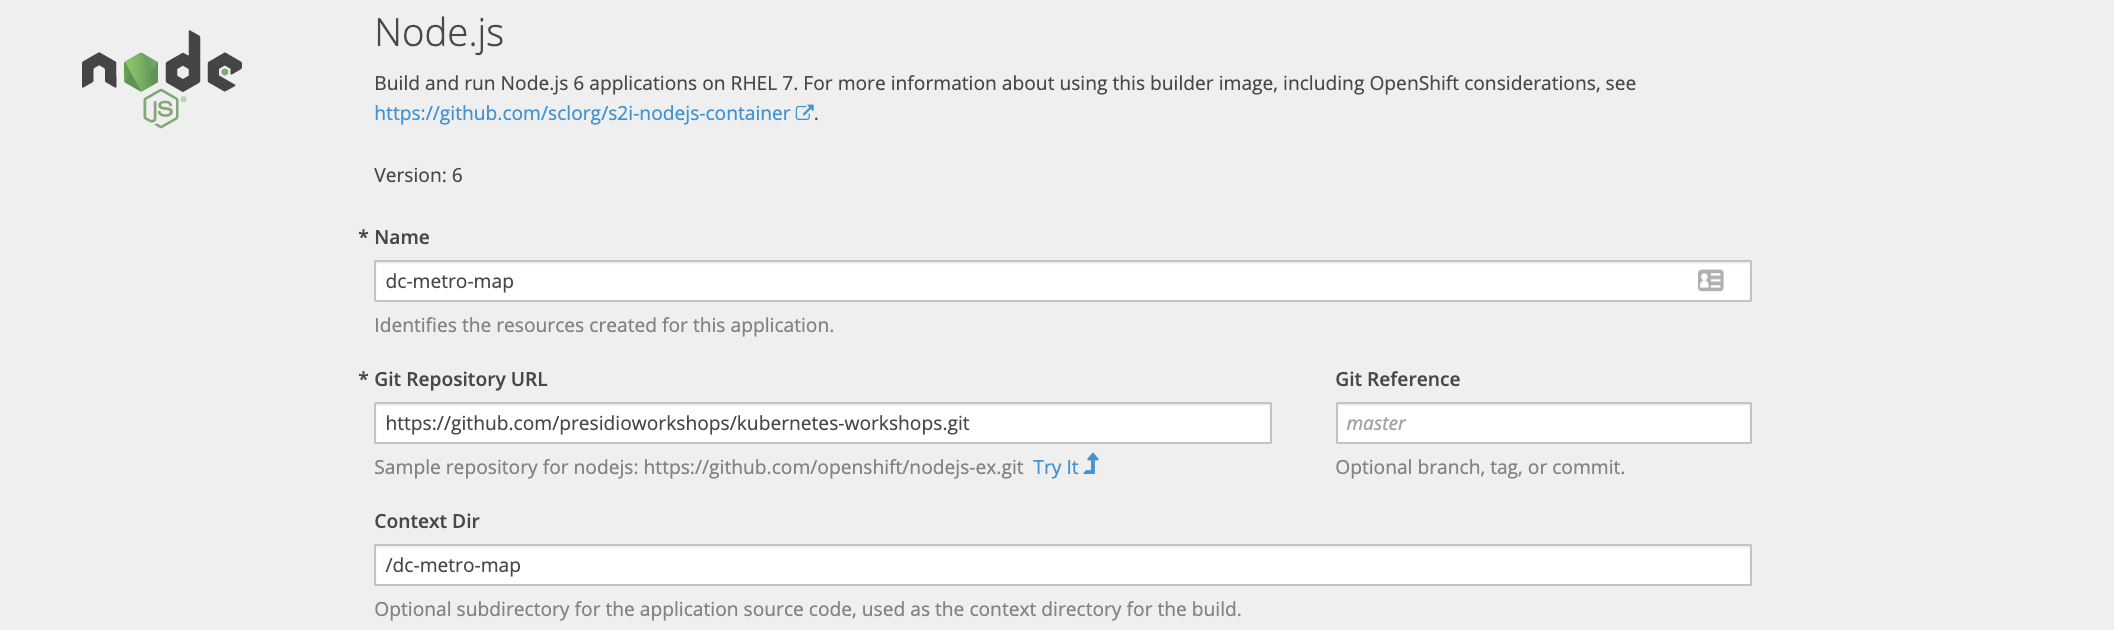 node
JS
Node.js
Build and run Node.js 6 applications on RHEL 7. For more information about using this builder image, including OpenShift considerations, see
https://github.com/sclorg/s2i-nodejs-container.
Version: 6
* Name
dc-metro-map
Identifies the resources created for this application.
* Git Repository URL
https://github.com/presidioworkshops/kubernetes-workshops.git
Sample repository for nodejs: https://github.com/openshift/nodejs-ex.git Try It
Git Reference
master
Optional branch, tag, or commit.
Context Dir
/dc-metro-map
Optional subdirectory for the application source code, used as the context directory for the build.